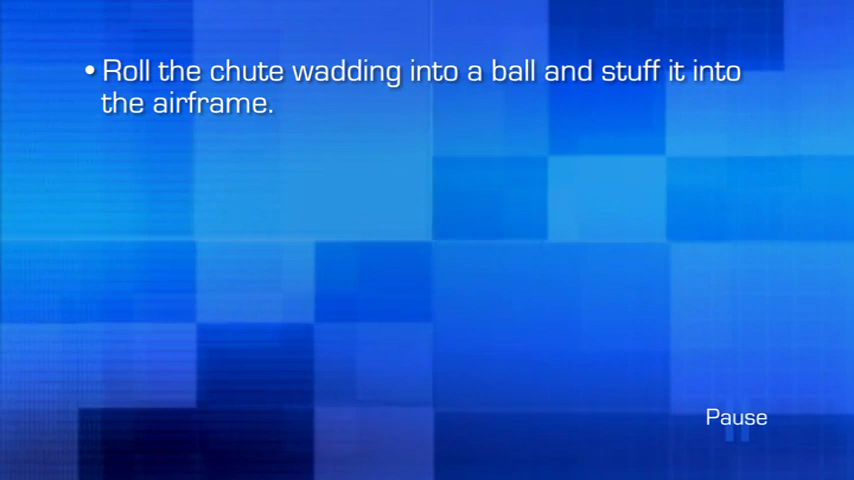 • Roll the chute wadding into a ball and stuff it into
the airframe.
Pause